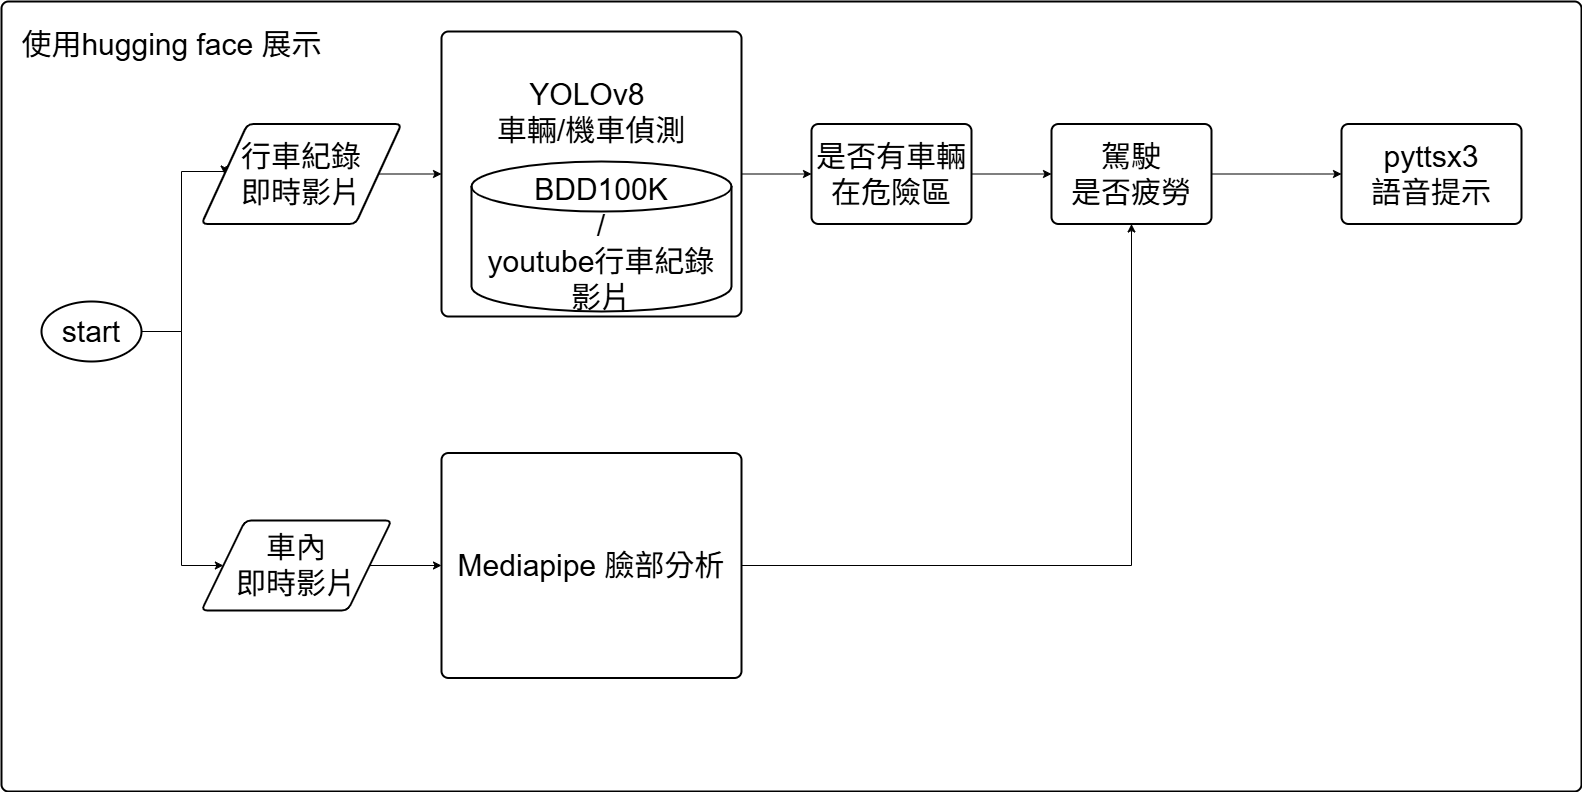 使用hugging face 展示
YOLOv8
車輛/機車偵測
BDD100K
/
youtube行車紀錄
影片
行車紀錄
即時影片
是否有車輛
在危險區
駕駛
是否疲勞
pyttsx3
語音提示
start
車內
即時影片
Mediapipe 臉部分析